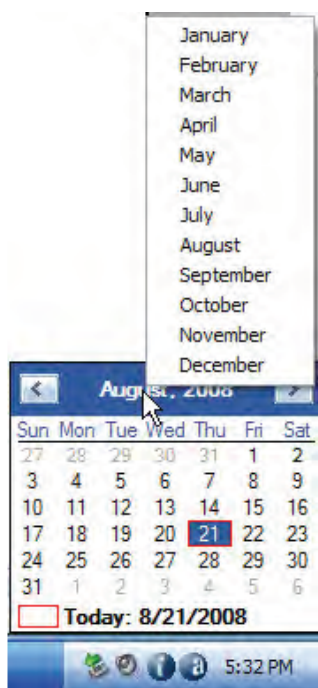 January
February
March
April
May
June
July
August
September
October
November
December
August, 2008
Sun Mon Tue Wed Thu Fri Sat
27 28 29 30 31 1 2
3 4 5 6 7 8 9
10 11 12 13 14 15 16
17 18 19 20 21 22 23
24 25 26 27 28 29 30
31 1 2 3 4 5 6
Today: 8/21/2008
a 5:32 PM